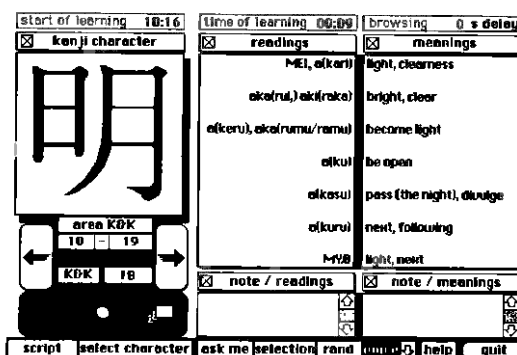 start of learning 10:16
time of learning 00:09
browsing 0 s delay
kanji character
readings
meanings
明
MEI, a(kari)
light, clearness
aka(rui,) aki(raka)
bright, clear
a(keru), aka(rumu/ramu)
become light
a(ku)
be open
a(kasu)
pass (the night), divulge
a(kuru)
next, following
light, next
area K&K
10 - 19
K&K 18
note / readings
note / meanings
script
select character
ask me
selection
rand
help
quit